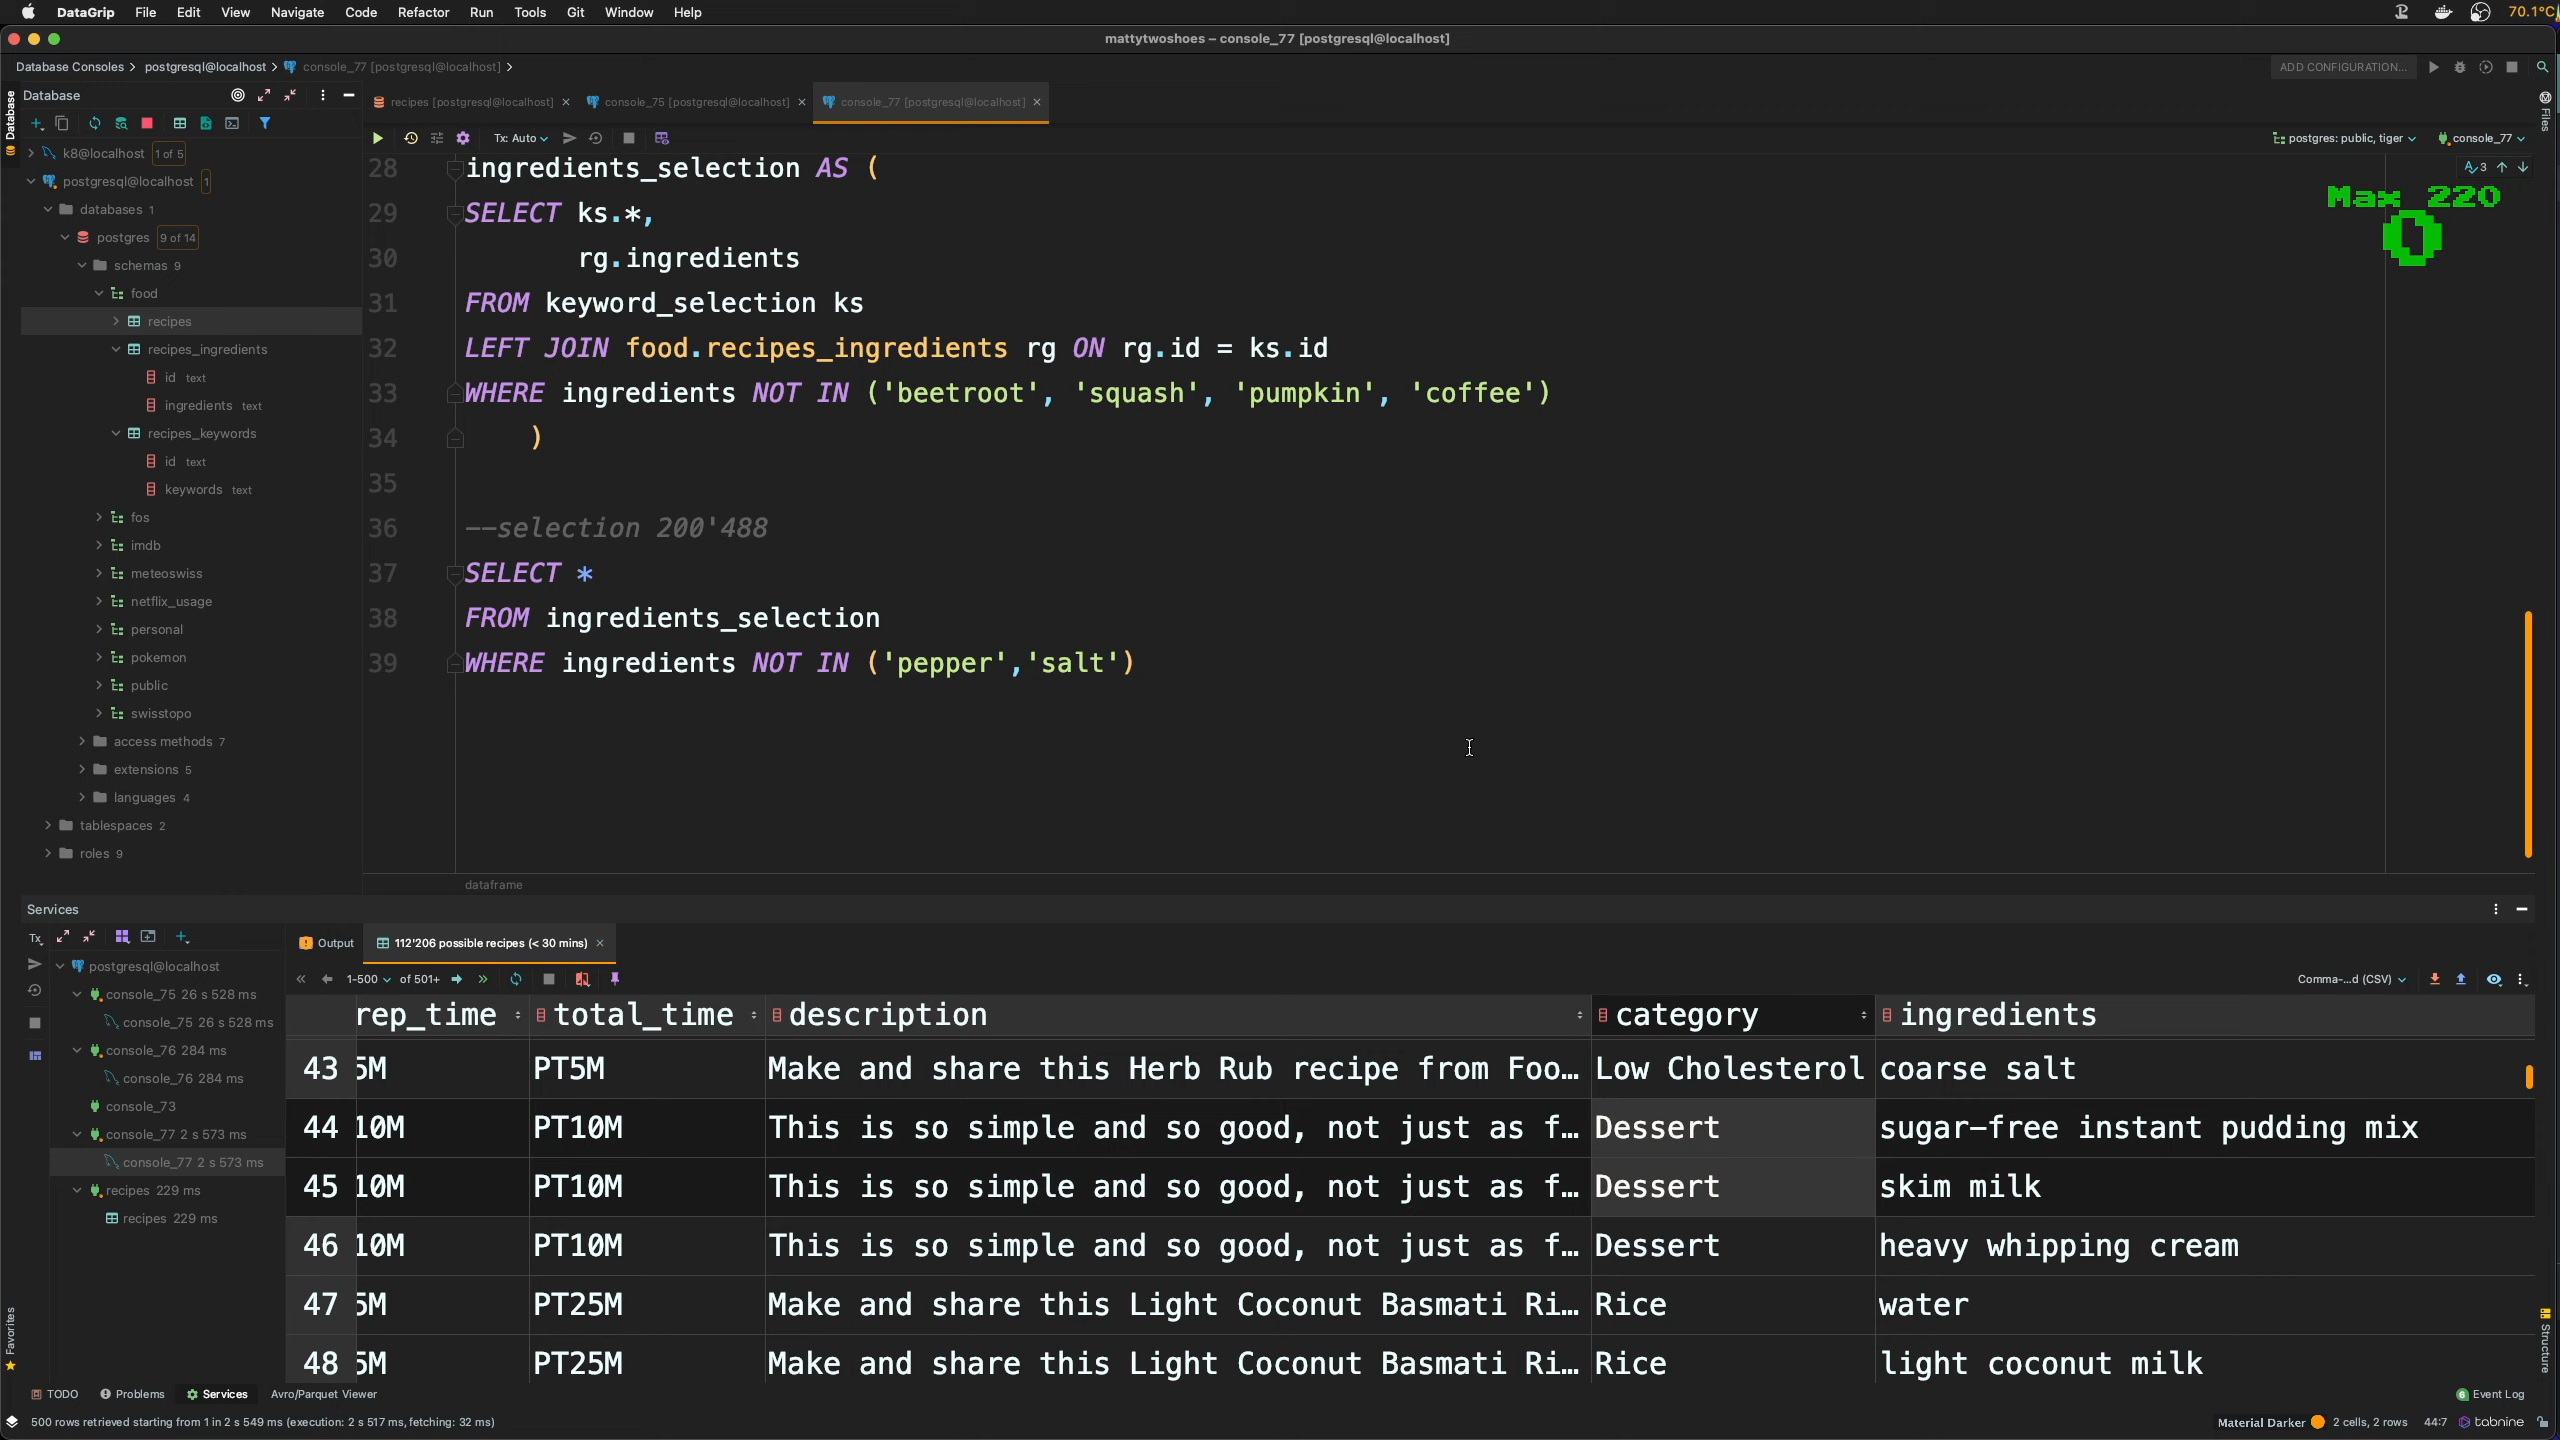 DataGrip File Edit View Navigate Code Refactor Run Tools Git Window Help 70.1°C
mattytwoshoes – console_77 [postgresql@localhost]
Database Consoles postgresql@localhost console_77 [postgresql@localhost]
ADD CONFIGURATION...
Database
Database
recipes [postgresql@localhost] console_75 [postgresql@localhost] console_77 [postgresql@localhost]
Files
Tx: Auto
postgres: public, tiger console_77
k8@localhost 1 of 5
postgresql@localhost 1
databases 1
postgres 9 of 14
schemas 9
food
recipes
recipes_ingredients
id text
ingredients text
recipes_keywords
id text
keywords text
fos
imdb
meteoswiss
netflix_usage
personal
pokemon
public
swisstopo
access methods 7
extensions 5
languages 4
tablespaces 2
roles 9
3
Max 220
0
28 ingredients_selection AS (
29 SELECT ks.*,
30 rg.ingredients
31 FROM keyword_selection ks
32 LEFT JOIN food.recipes_ingredients rg ON rg.id = ks.id
33 WHERE ingredients NOT IN ('beetroot', 'squash', 'pumpkin', 'coffee')
34 )
35
36 --selection 200'488
37 SELECT *
38 FROM ingredients_selection
39 WHERE ingredients NOT IN ('pepper','salt')
dataframe
Services
Tx
postgresql@localhost
console_75 26 s 528 ms
console_75 26 s 528 ms
console_76 284 ms
console_76 284 ms
console_73
console_77 2 s 573 ms
console_77 2 s 573 ms
recipes 229 ms
recipes 229 ms
Output 112'206 possible recipes (< 30 mins)
1-500 of 501+
Comma-...d (CSV)
rep_time total_time description category ingredients
43 5M PT5M Make and share this Herb Rub recipe from Foo… Low Cholesterol coarse salt
44 10M PT10M This is so simple and so good, not just as f… Dessert sugar-free instant pudding mix
45 10M PT10M This is so simple and so good, not just as f… Dessert skim milk
46 10M PT10M This is so simple and so good, not just as f… Dessert heavy whipping cream
47 5M PT25M Make and share this Light Coconut Basmati Ri… Rice water
48 5M PT25M Make and share this Light Coconut Basmati Ri… Rice light coconut milk
Favorites
Structure
TODO Problems Services Avro/Parquet Viewer
6 Event Log
500 rows retrieved starting from 1 in 2 s 549 ms (execution: 2 s 517 ms, fetching: 32 ms)
Material Darker 2 cells, 2 rows 44:7 tabnine